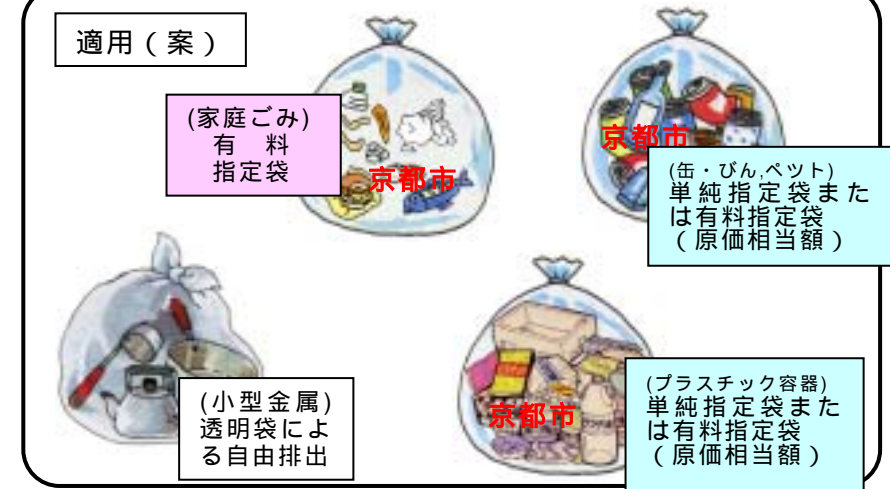 適用(案)
(家庭ごみ)
有 料
指定袋
京都市
京都市
(缶・びん,ペット)
単純指定袋また
は有料指定袋
(原価相当額)
(小型金属)
透明袋によ
る自由排出
京都市
(プラスチック容器)
単純指定袋また
は有料指定袋
(原価相当額)